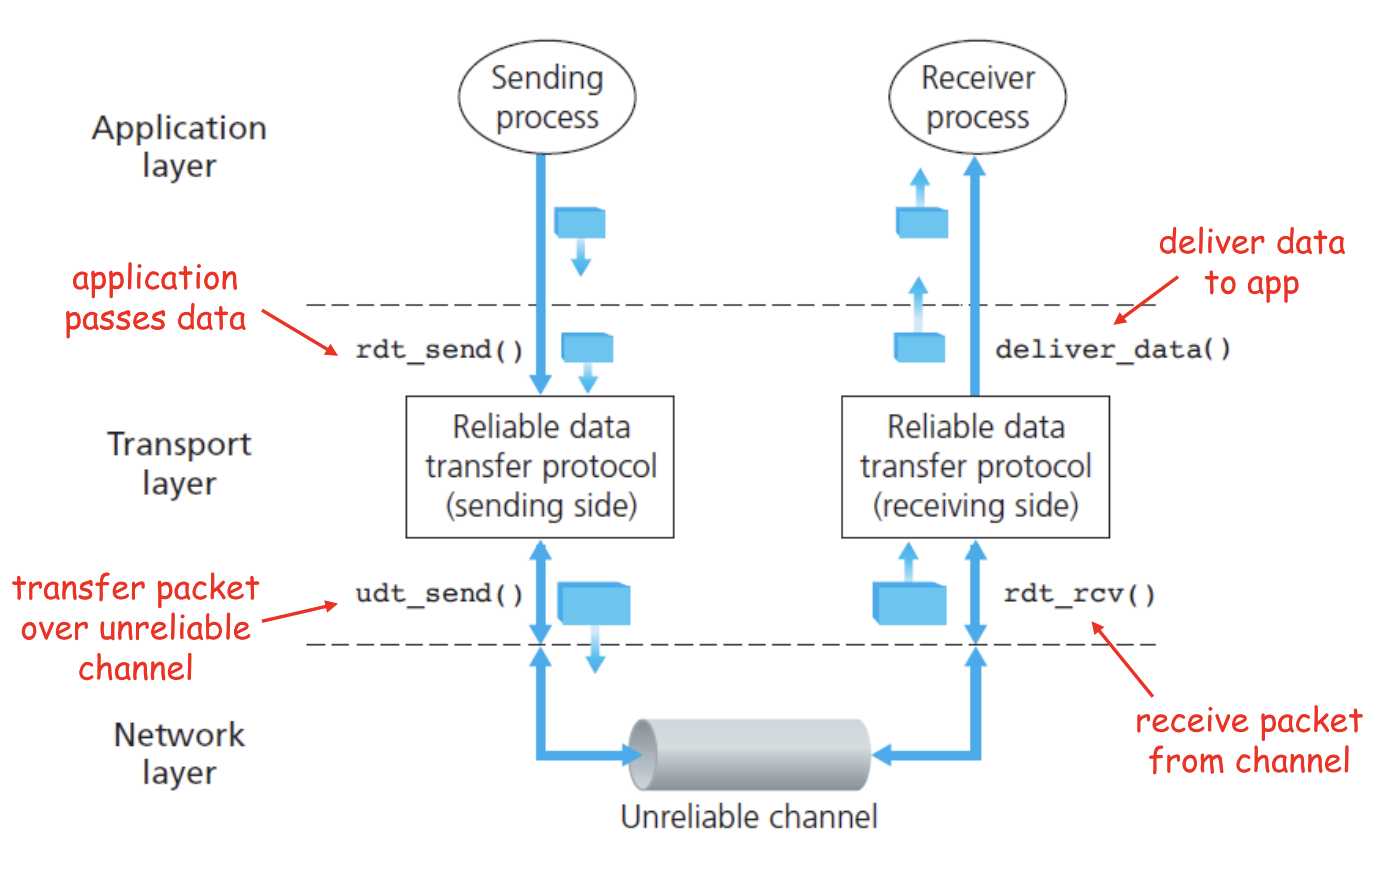 Sending
process
Receiver
process
Application
layer
deliver data
to app
application
passes data
rdt_send()
deliver_data()
Reliable data
transfer protocol
(sending side)
Reliable data
transfer protocol
(receiving side)
Transport
layer
transfer packet
over unreliable
channel
udt_send()
rdt_rcv()
receive packet
from channel
Network
layer
Unreliable channel